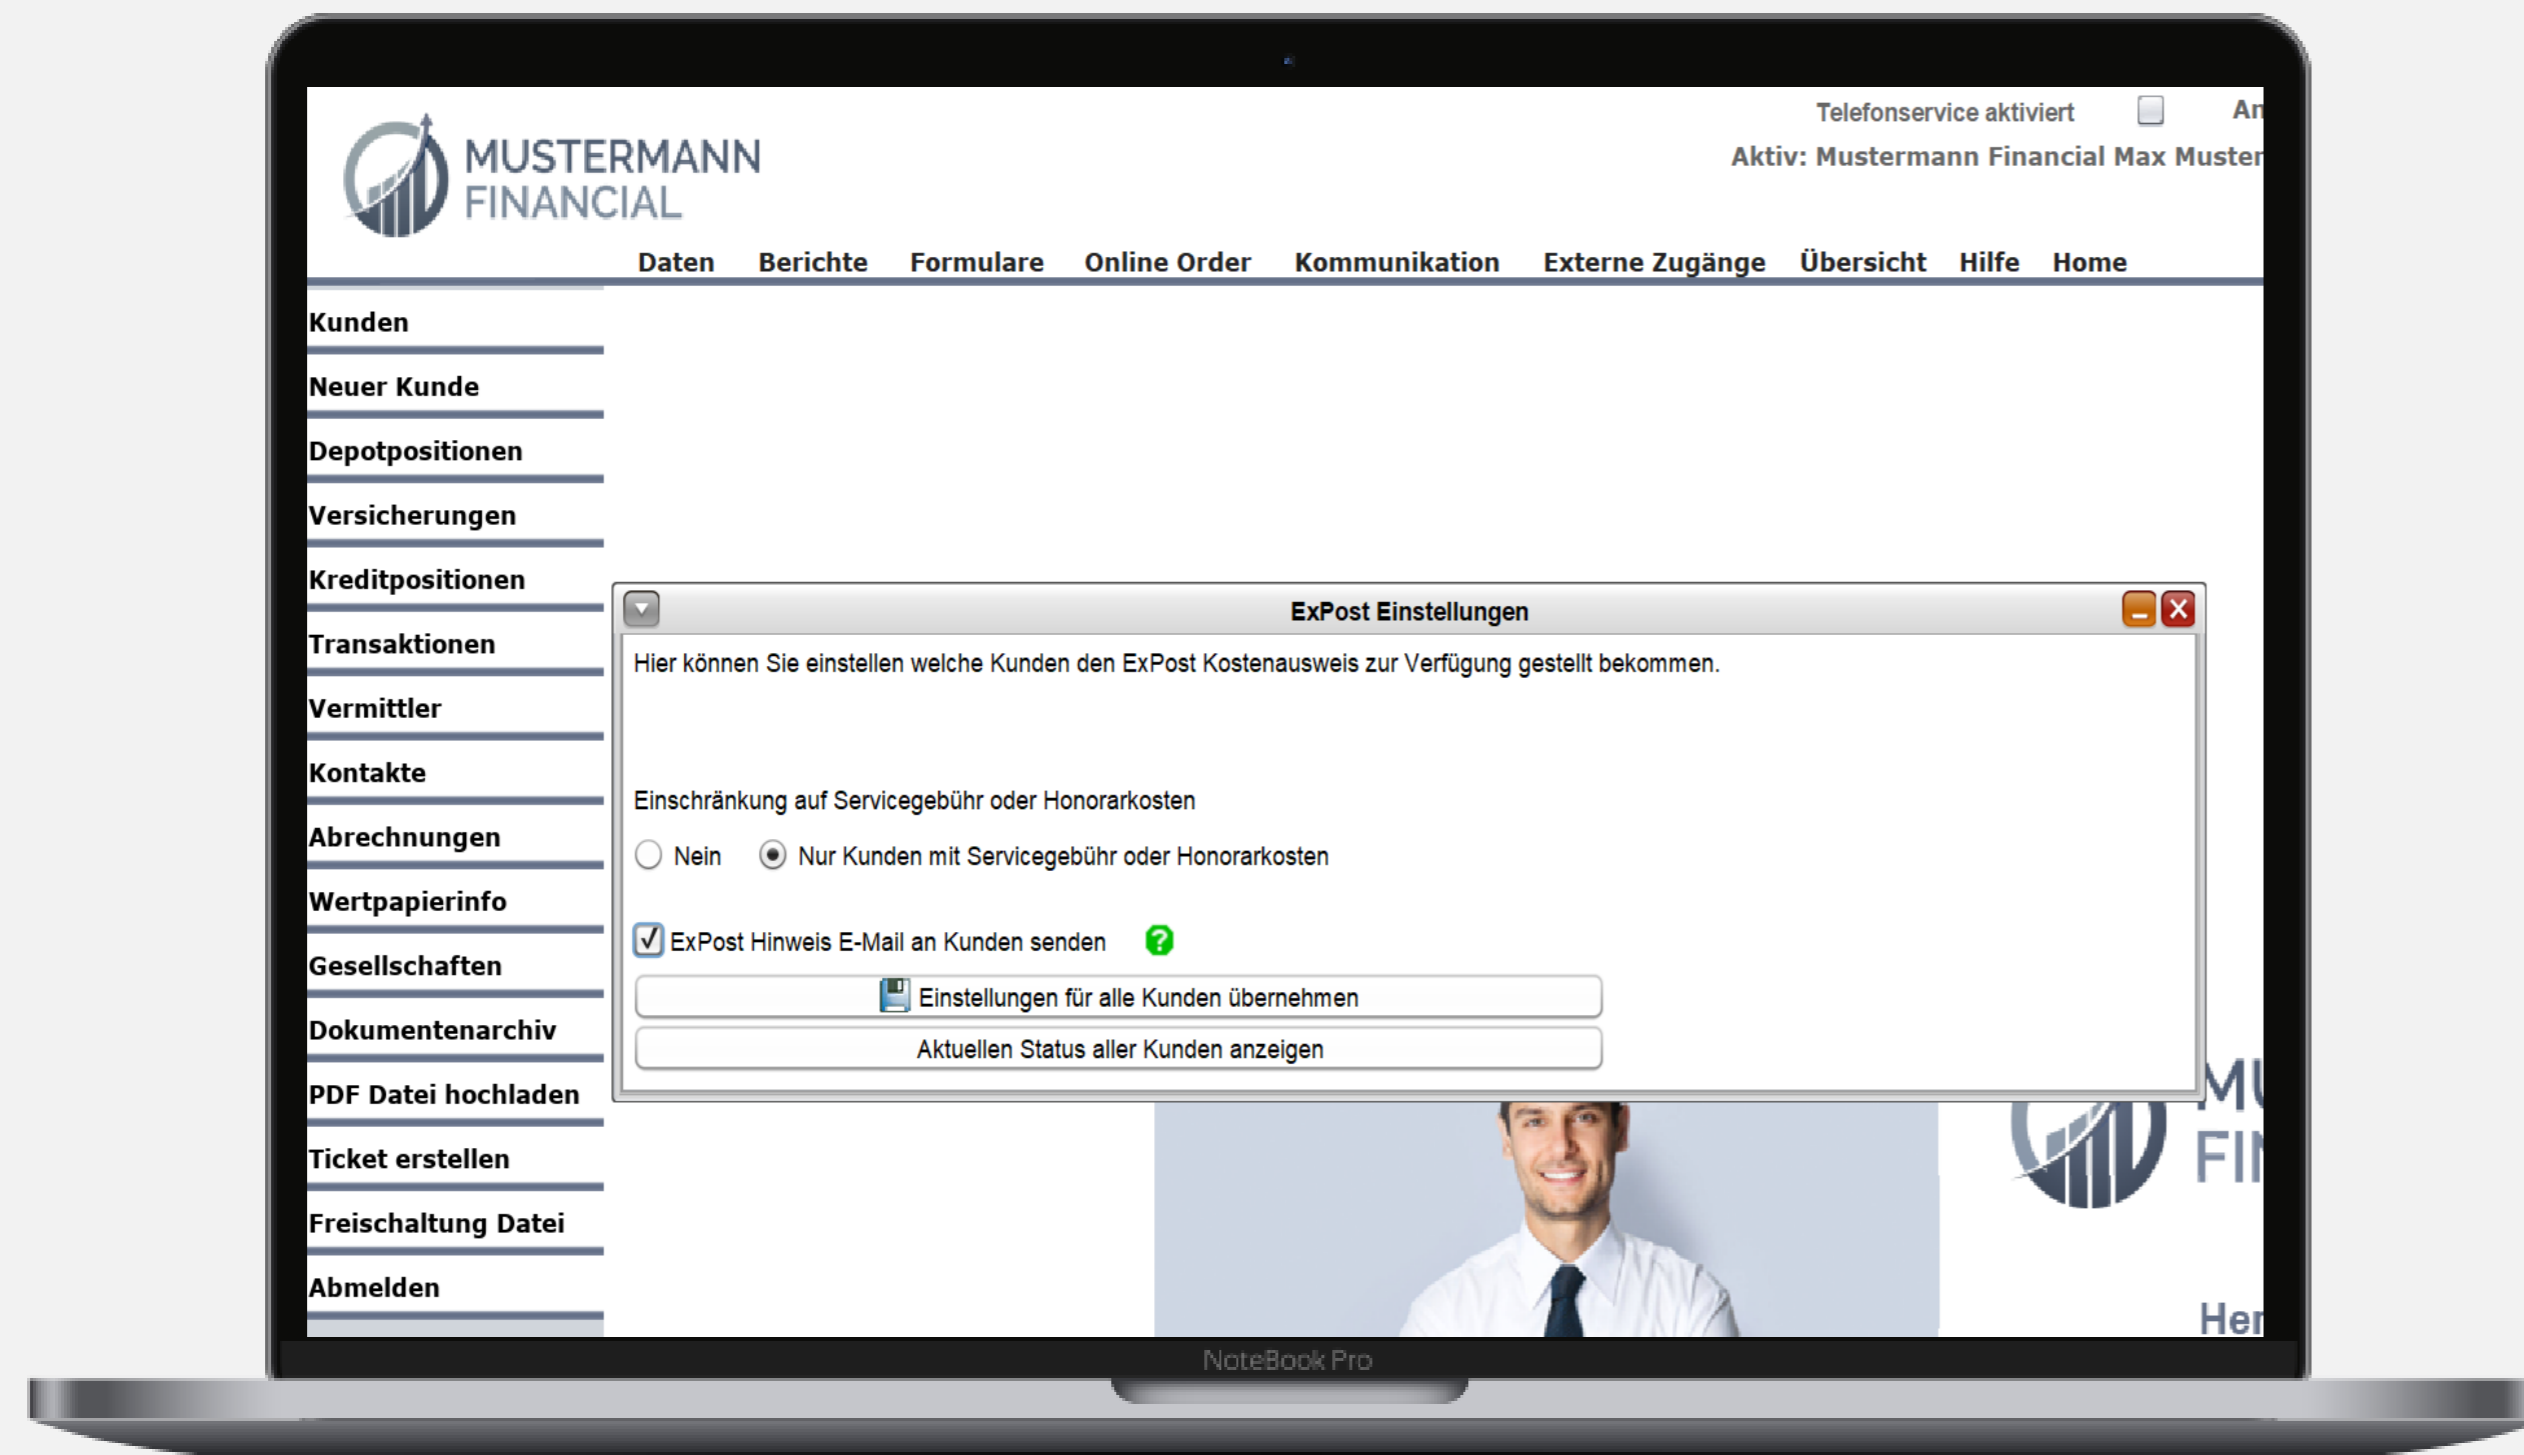 Telefonservice aktiviert
MUSTERMANN
FINANCIAL
Aktiv: Mustermann Financial Max Muster
Daten Berichte Formulare Online Order Kommunikation Externe Zugänge Übersicht Hilfe Home
Kunden
Neuer Kunde
Depotpositionen
Versicherungen
Kreditpositionen
Transaktionen
Vermittler
Kontakte
Abrechnungen
Wertpapierinfo
Gesellschaften
Dokumentenarchiv
PDF Datei hochladen
Ticket erstellen
Freischaltung Datei
Abmelden
ExPost Einstellungen
Hier können Sie einstellen welche Kunden den ExPost Kostenausweis zur Verfügung gestellt bekommen.
Einschränkung auf Servicegebühr oder Honorarkosten
Nein Nur Kunden mit Servicegebühr oder Honorarkosten
ExPost Hinweis E-Mail an Kunden senden ?
Einstellungen für alle Kunden übernehmen
Aktuellen Status aller Kunden anzeigen
NoteBook Pro